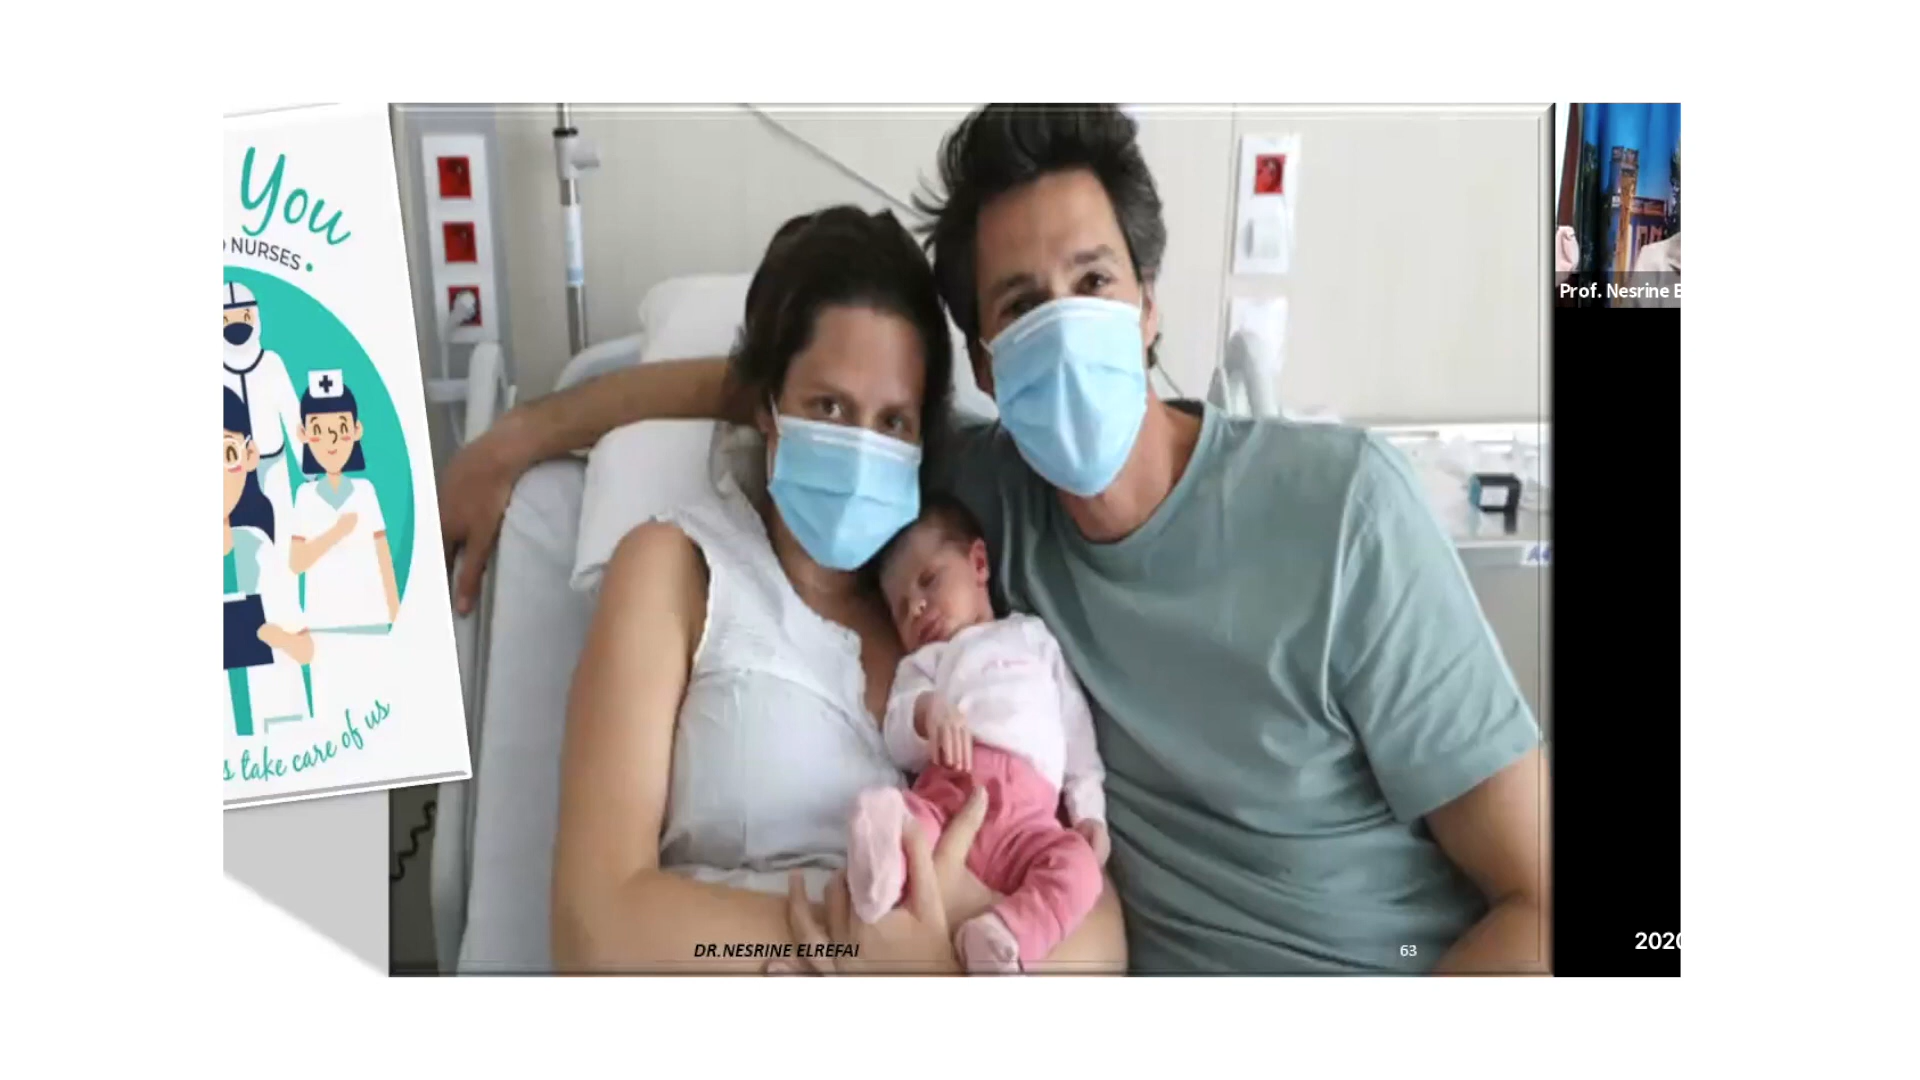 You
NURSES
take care of us
Prof. Nesrine
DR.NESRINE ELREFAI
63
2020